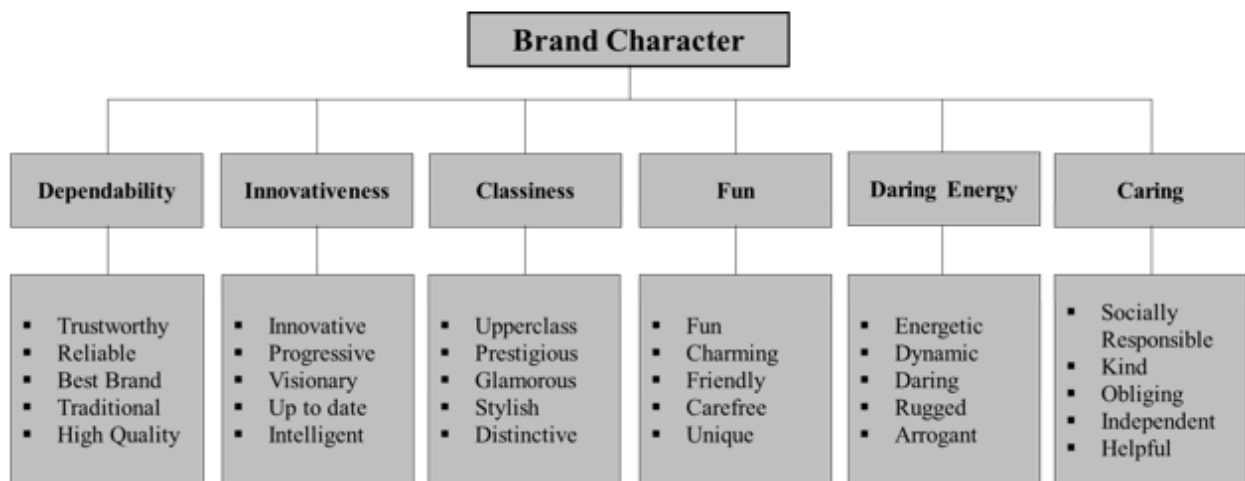 Brand Character
Dependability
Innovativeness
Classiness
Fun
Daring Energy
Caring
▪ Trustworthy
▪ Reliable
▪ Best Brand
▪ Traditional
▪ High Quality
▪ Innovative
▪ Progressive
▪ Visionary
▪ Up to date
▪ Intelligent
▪ Upperclass
▪ Prestigious
▪ Glamorous
▪ Stylish
▪ Distinctive
▪ Fun
▪ Charming
▪ Friendly
▪ Carefree
▪ Unique
▪ Energetic
▪ Dynamic
▪ Daring
▪ Rugged
▪ Arrogant
▪ Socially
Responsible
▪ Kind
▪ Obliging
▪ Independent
▪ Helpful